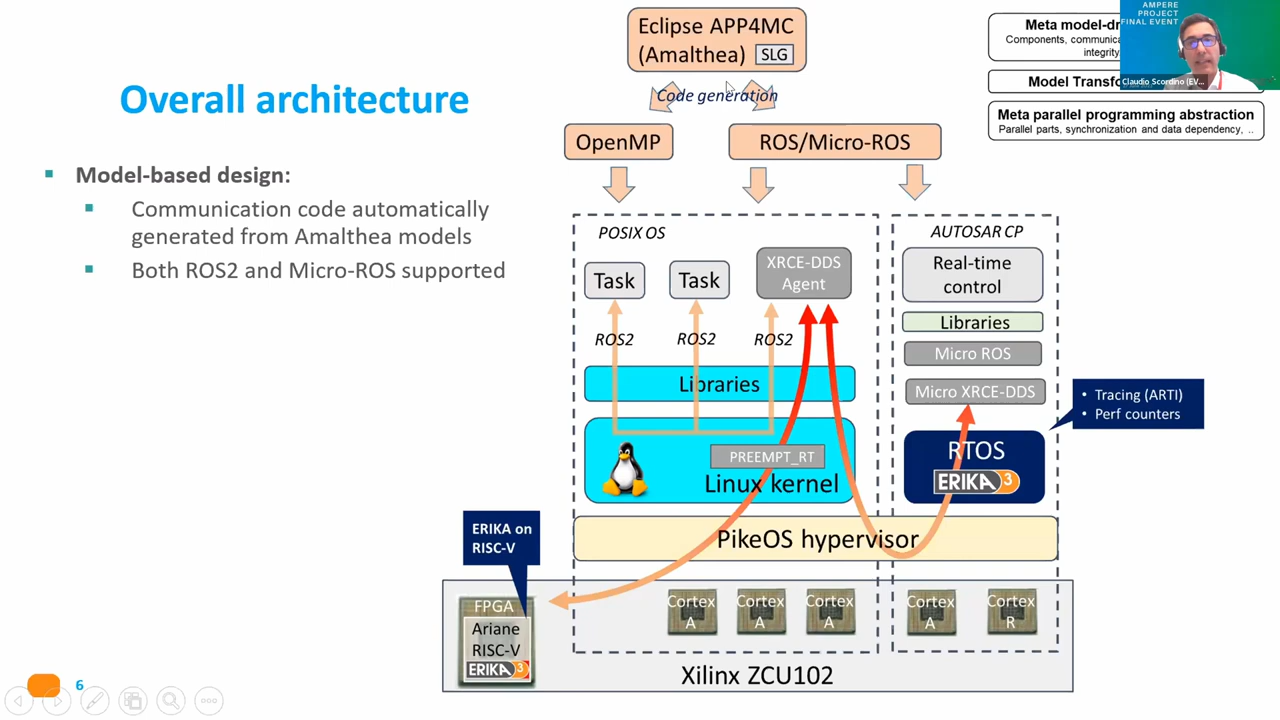 Overall architecture
Model-based design:
Communication code automatically
generated from Amalthea models
Both ROS2 and Micro-ROS supported
6
Eclipse APP4MC
(Amalthea) SLG
Code generation
OpenMP
ROS/Micro-ROS
POSIX OS
AUTOSAR CP
Task
Task
XRCE-DDS
Agent
Real-time
control
Libraries
ROS2
ROS2
ROS2
Micro ROS
Libraries
Micro XRCE-DDS
Tracing (ARTI)
Perf counters
PREEMPT_RT
Linux kernel
RTOS
ERIKA3
ERIKA on
RISC-V
PikeOS hypervisor
FPGA
Ariane
RISC-V
ERIKA3
Cortex
A
Cortex
A
Cortex
A
Cortex
A
Cortex
R
Xilinx ZCU102
Meta model-dr
Components, communica
integrity
Model Transfo
Meta parallel programming abstraction
Parallel parts, synchronization and data dependency, ..
AMPERE
PROJECT
FINAL EVENT
Claudio Scordino (EV...